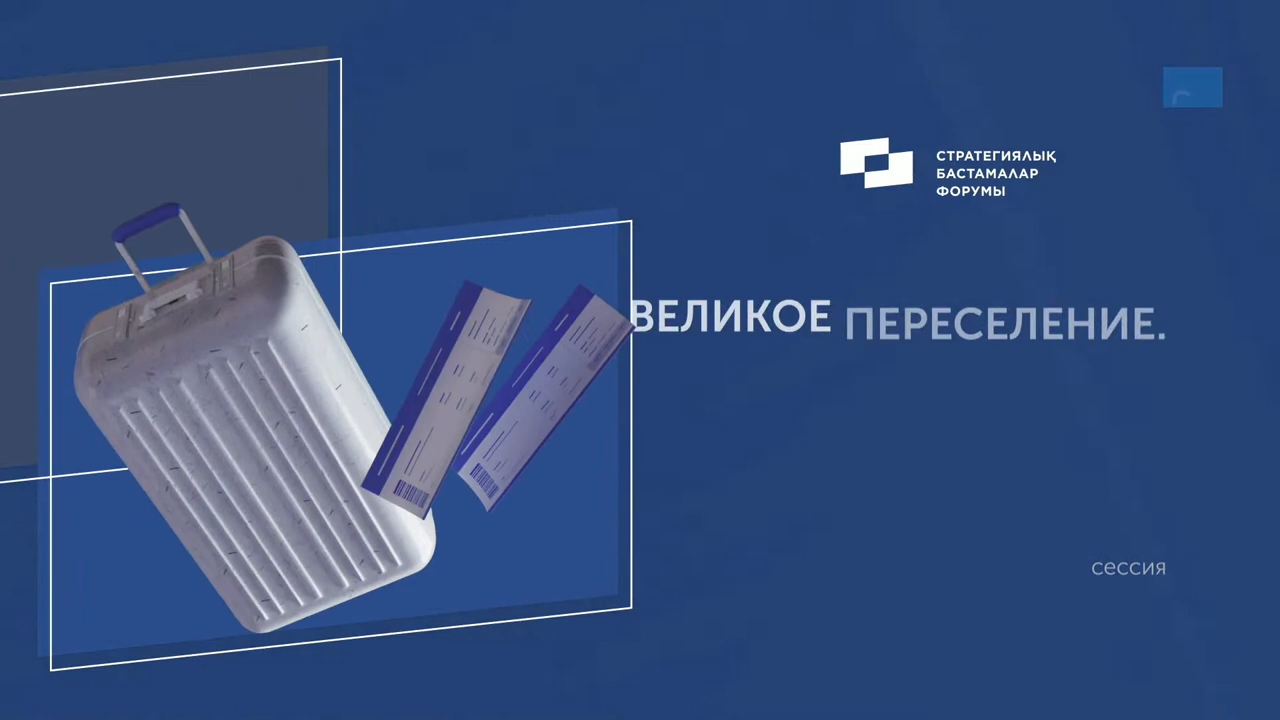 СТРАТЕГИЯЛЫҚ
БАСТАМАЛАР
ФОРУМЫ
ВЕЛИКОЕ ПЕРЕСЕЛЕНИЕ.
сессия